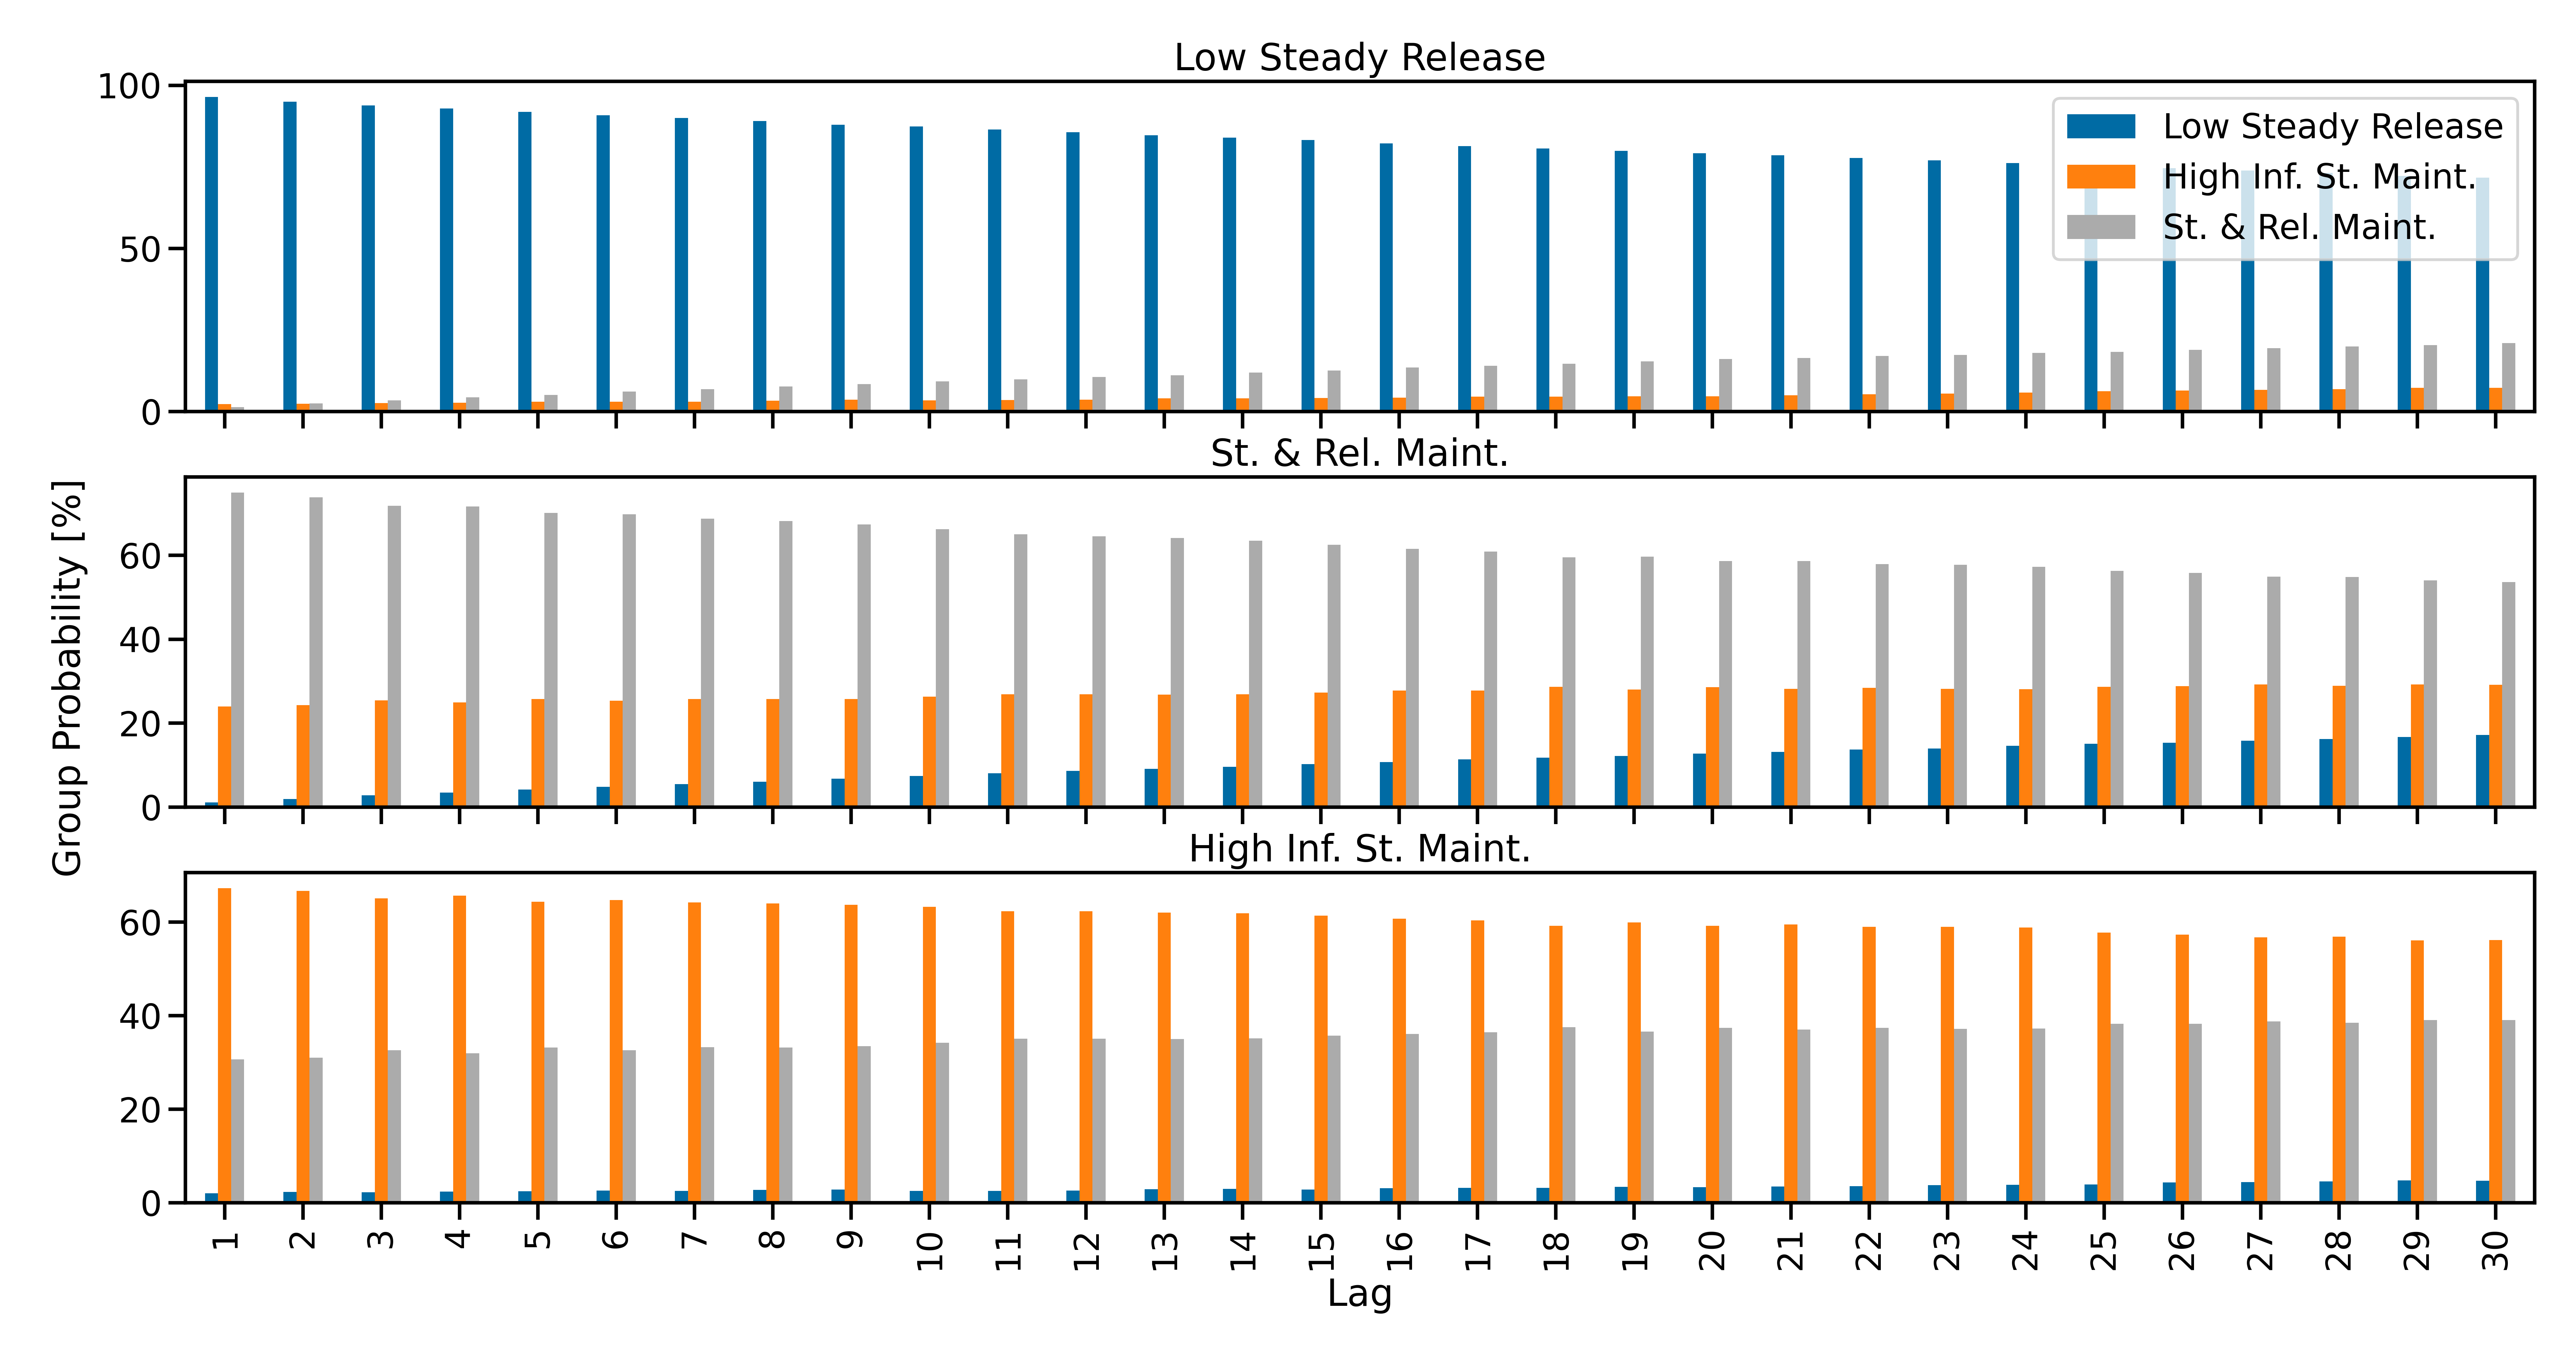 Low Steady Release
100
50
0
Low Steady Release
High Inf. St. Maint.
St. & Rel. Maint.
St. & Rel. Maint.
60
40
20
0
Group Probability [%]
High Inf. St. Maint.
60
40
20
0
1 2 3 4 5 6 7 8 9 10 11 12 13 14 15 16 17 18 19 20 21 22 23 24 25 26 27 28 29 30
Lag